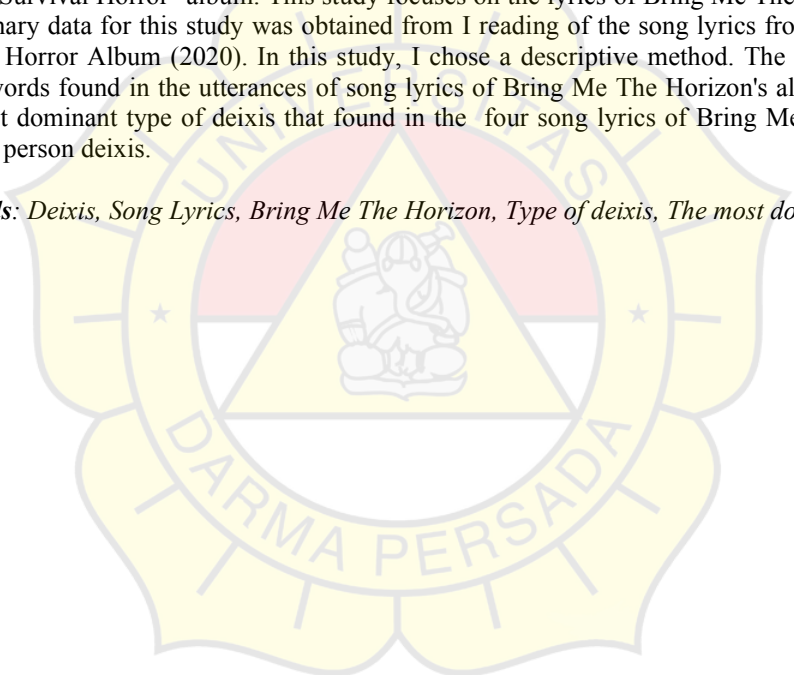 Survival Horror" album. This study focuses on the lyrics of Bring Me The
nary data for this study was obtained from I reading of the song lyrics fro
Horror Album (2020). In this study, I chose a descriptive method. The
words found in the utterances of song lyrics of Bring Me The Horizon's al
t dominant type of deixis that found in the four song lyrics of Bring Me
person deixis.
ls: Deixis, Song Lyrics, Bring Me The Horizon, Type of deixis, The most do
UNIVERSITAS
DARMA PERSADA